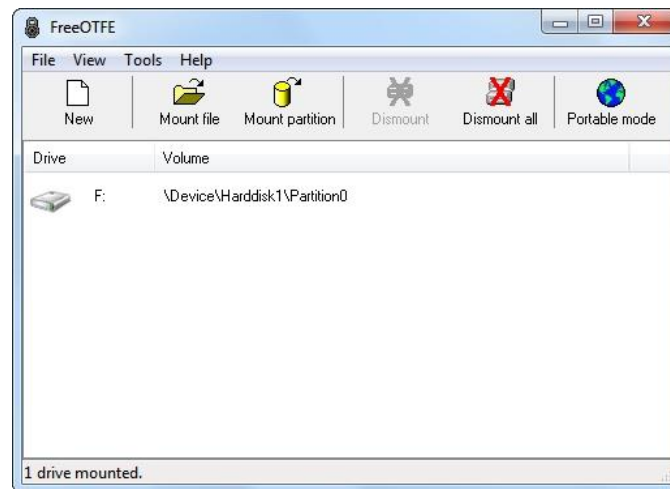 FreeOTFE
File View Tools Help
New Mount file Mount partition Dismount Dismount all Portable mode
Drive Volume
F: \Device\Harddisk1\Partition0
1 drive mounted.